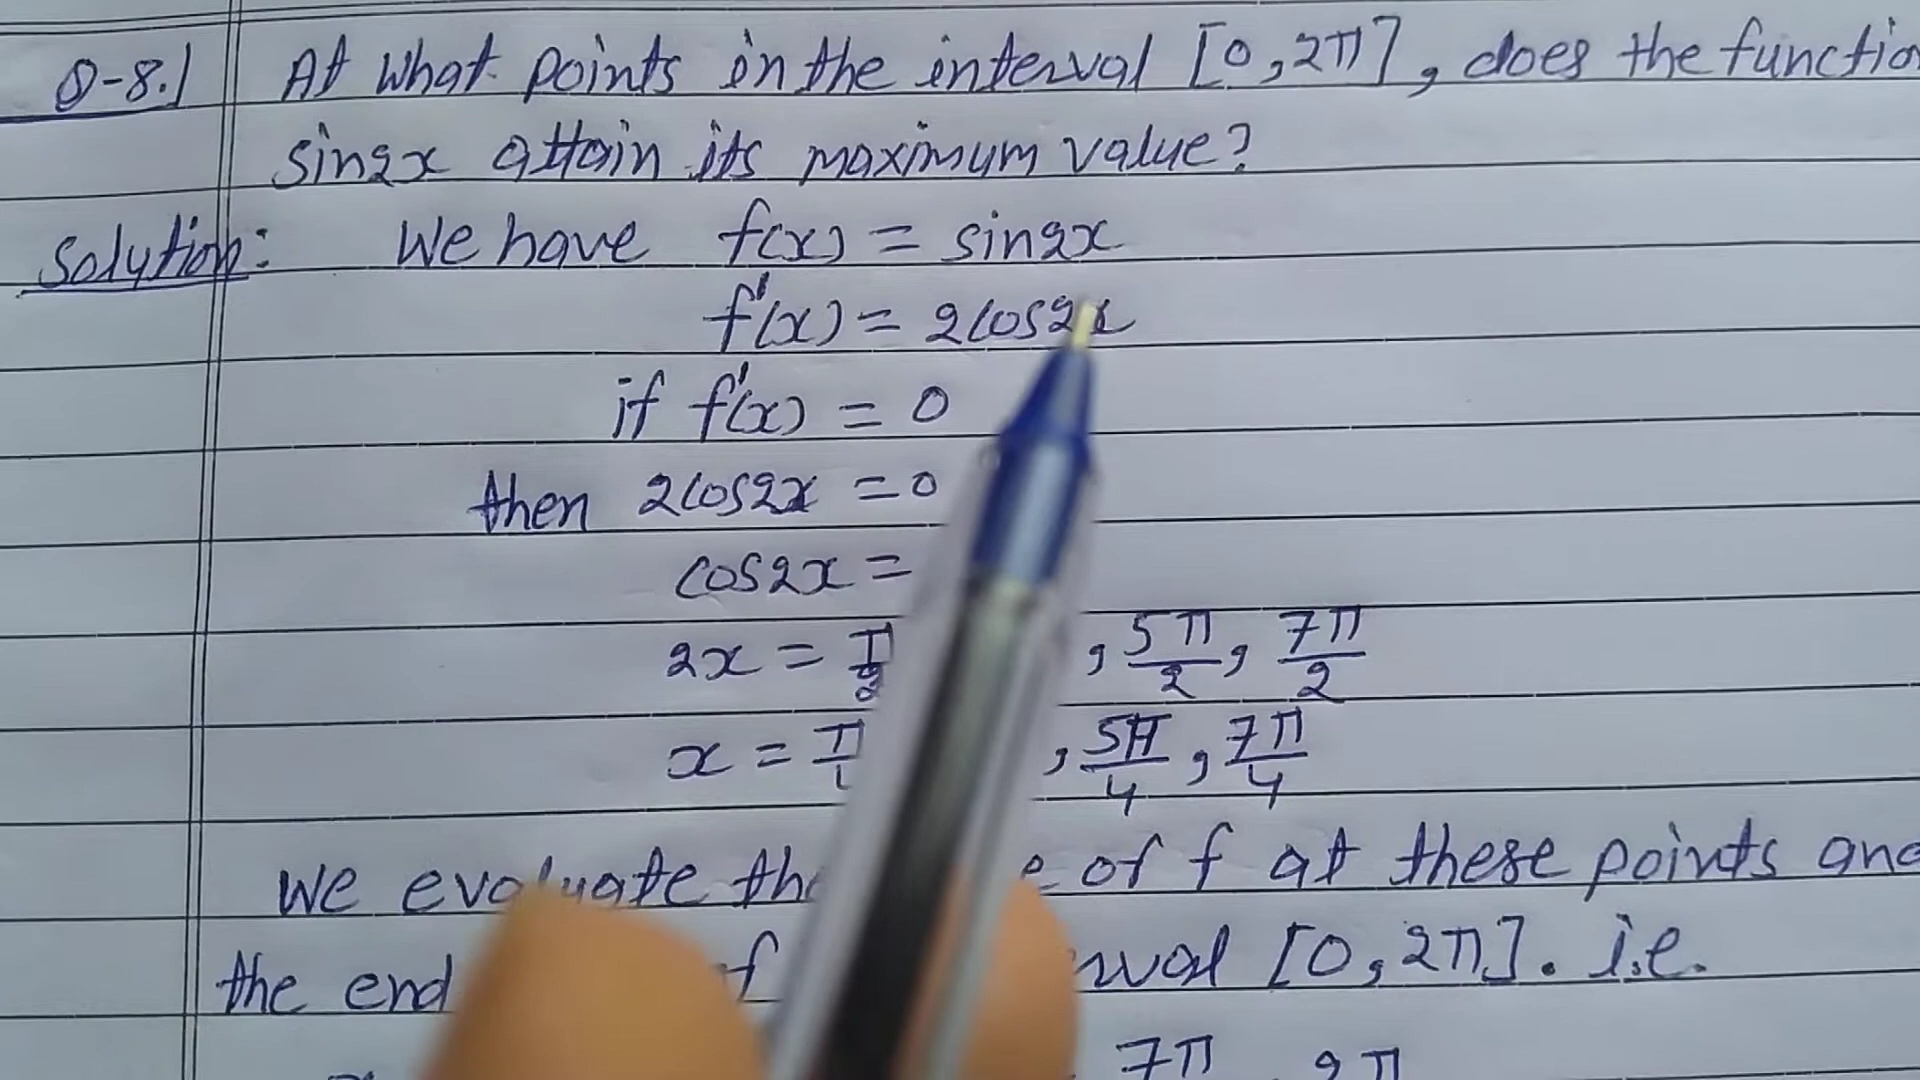 Q-8.) At what points in the interval [0, 2π], does the functio
sin2x attain its maximum value?
Solution: We have f(x) = sin2x
f'(x) = 2cos2x
if f'(x) = 0
then 2cos2x = 0
cos2x =
2x = π/2 , 5π/2, 7π/2
x = π/4 , 5π/4, 7π/4
We evaluate of f at these points and
the end [0, 2π]. i.e.
7π 2π